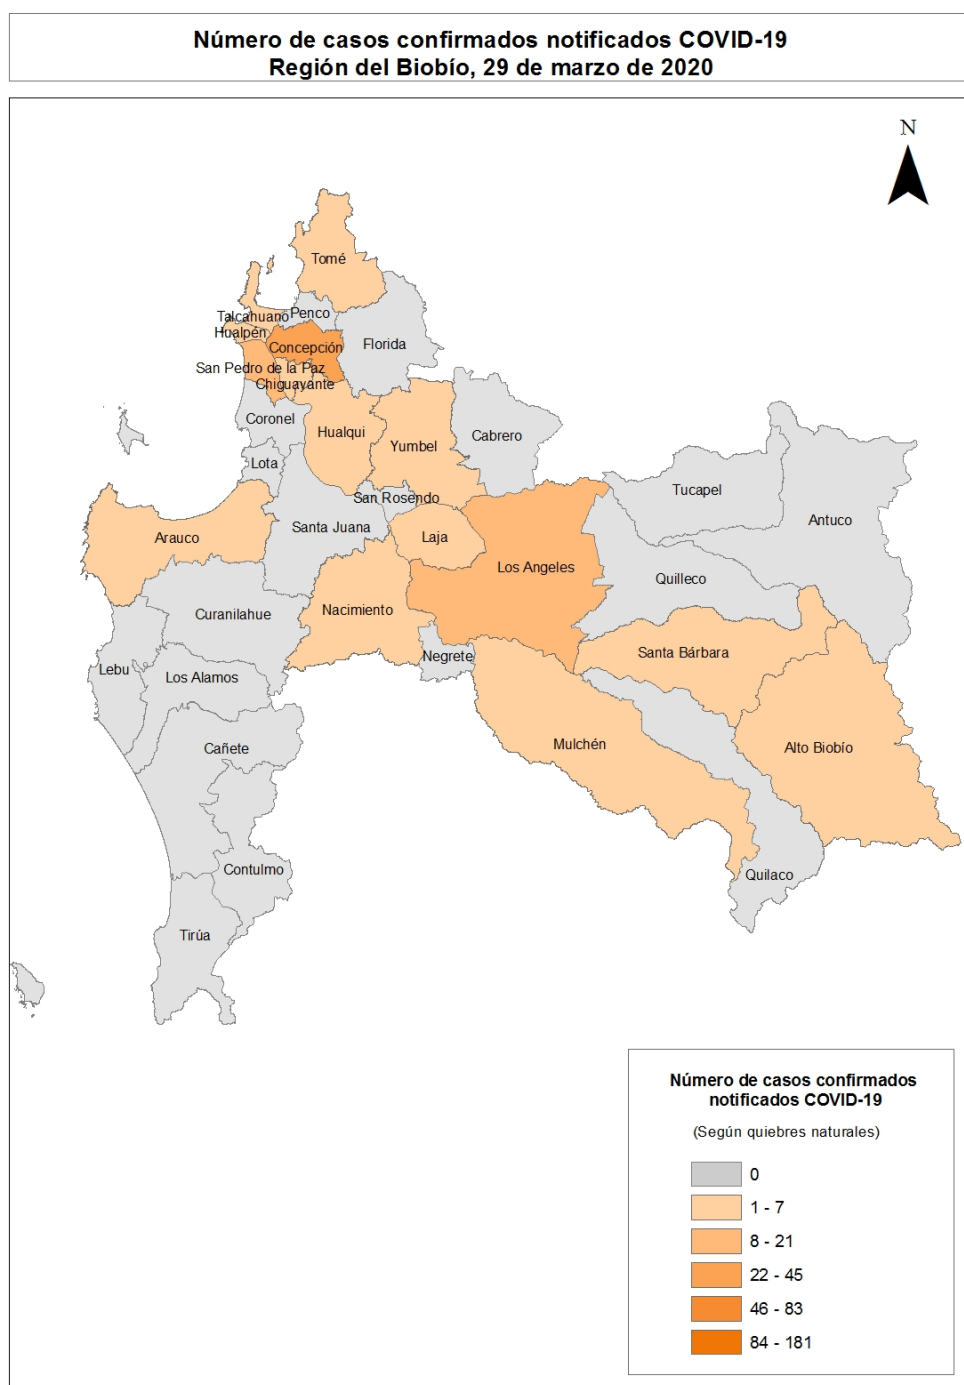 Número de casos confirmados notificados COVID-19
Región del Biobío, 29 de marzo de 2020
N
Tomé
Talcahuano
Penco
Hualpén
Concepción
Florida
San Pedro de la Paz
Chiguayante
Coronel
Hualqui
Yumbel
Cabrero
Lota
San Rosendo
Tucapel
Santa Juana
Antuco
Arauco
Laja
Los Angeles
Quilleco
Curanilahue
Nacimiento
Negrete
Santa Bárbara
Lebu
Los Alamos
Cañete
Mulchén
Alto Biobío
Contulmo
Quilaco
Tirúa
Número de casos confirmados
notificados COVID-19
(Según quiebres naturales)
0
1 - 7
8 - 21
22 - 45
46 - 83
84 - 181